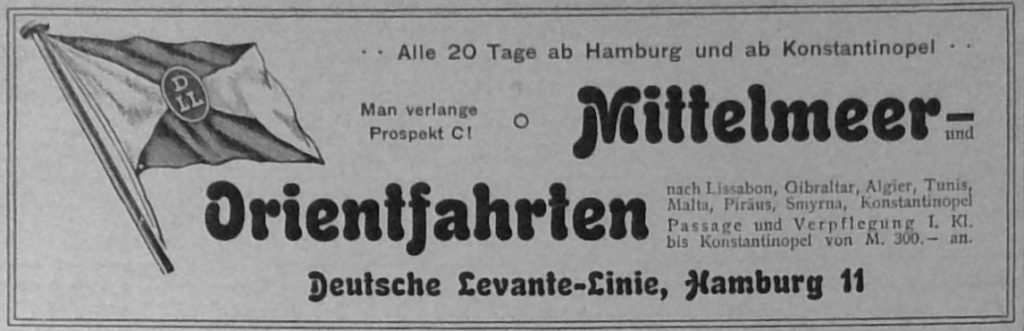 · · Alle 20 Tage ab Hamburg und ab Konstantinopel · ·
D
LL
Man verlange
Prospekt C!
Mittelmeer-
und
Orientfahrten
nach Lissabon, Gibraltar, Algier, Tunis,
Malta, Piräus, Smyrna, Konstantinopel
Passage und Verpflegung I. Kl.
bis Konstantinopel von M. 300.— an.
Deutsche Levante-Linie, Hamburg 11